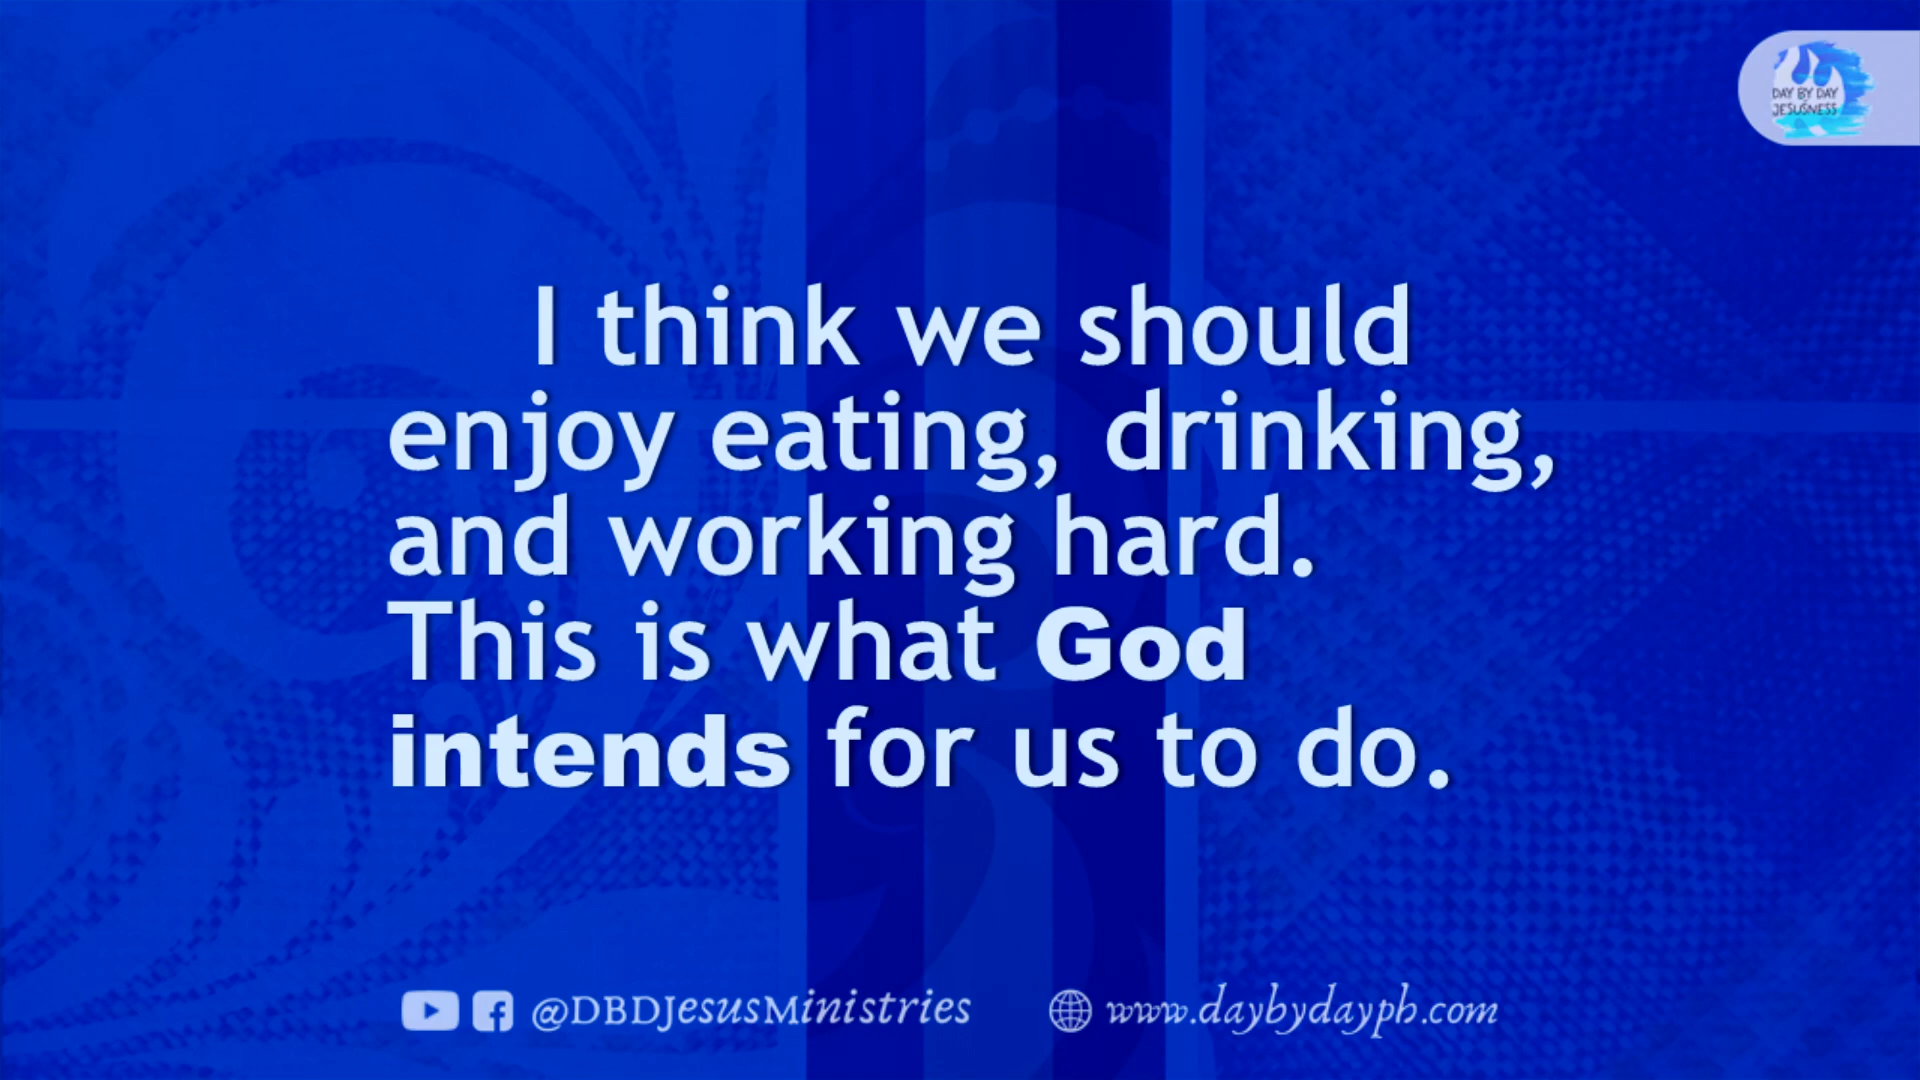 DAY BY DAY
JESUSNESS
I think we should
enjoy eating, drinking,
and working hard.
This is what God
intends for us to do.
@DBDJesusMinistries www.daybydayph.com